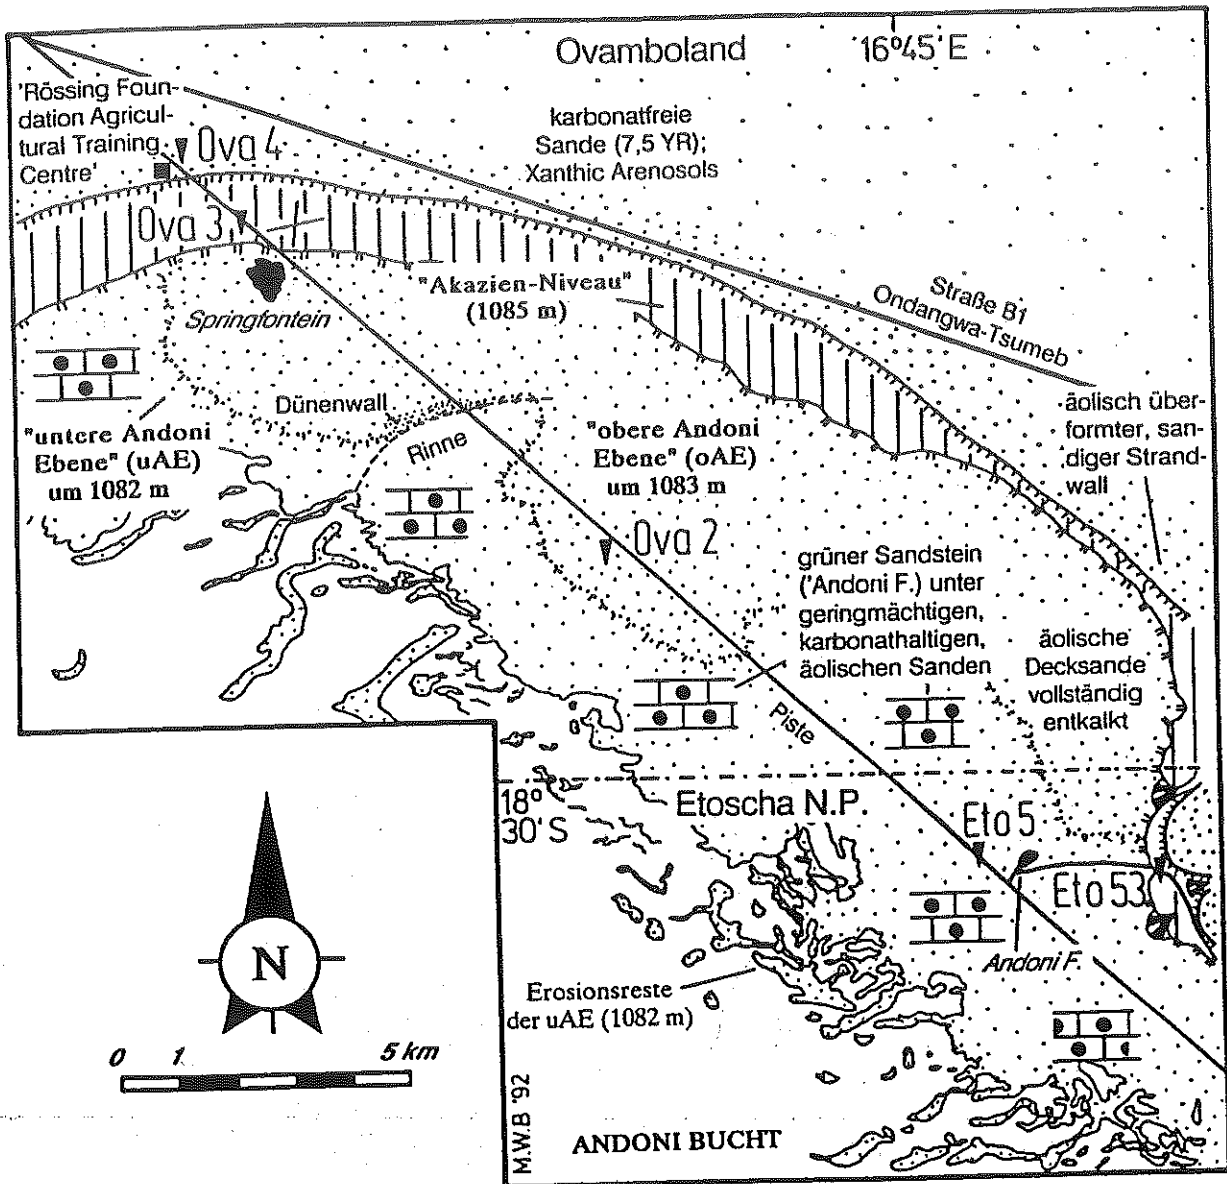 Ovamboland
16°45'E
'Rössing Foun-
dation Agricul-
tural Training
Centre'
Ova 4
karbonatfreie
Sande (7,5 YR);
Xanthic Arenosols
Ova 3
"Akazien-Niveau"
(1085 m)
Springfontein
Straße B1
Ondangwa-Tsumeb
Dünenwall
Rinne
"untere Andoni
Ebene" (uAE)
um 1082 m
"obere Andoni
Ebene" (oAE)
um 1083 m
äolisch über-
formter, san-
diger Strand-
wall
Ova 2
grüner Sandstein
('Andoni F.) unter
geringmächtigen,
karbonathaltigen,
äolischen Sanden
äolische
Decksande
vollständig
entkalkt
Piste
18°
30'S
Etoscha N.P.
Eto 5
Eto 53
Andoni F.
Erosionsreste
der uAE (1082 m)
N
0 1 5 km
M.W.B '92
ANDONI BUCHT